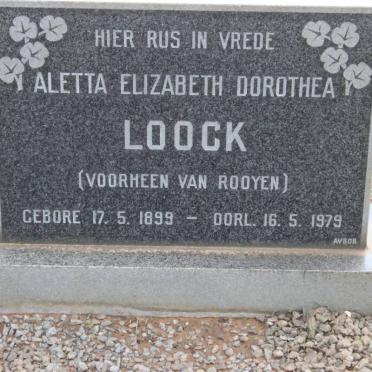 HIER RUS IN VREDE
ALETTA ELIZABETH DOROTHEA
LOOCK
(VOORHEEN VAN ROOYEN)
GEBORE 17. 5. 1899 – OORL. 16. 5. 1979
AVBOB